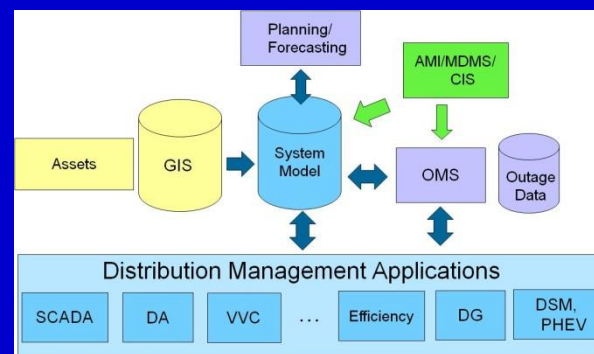 Planning/
Forecasting
AMI/MDMS/
CIS
Assets
GIS
System
Model
OMS
Outage
Data
Distribution Management Applications
SCADA
DA
VVC
...
Efficiency
DG
DSM,
PHEV